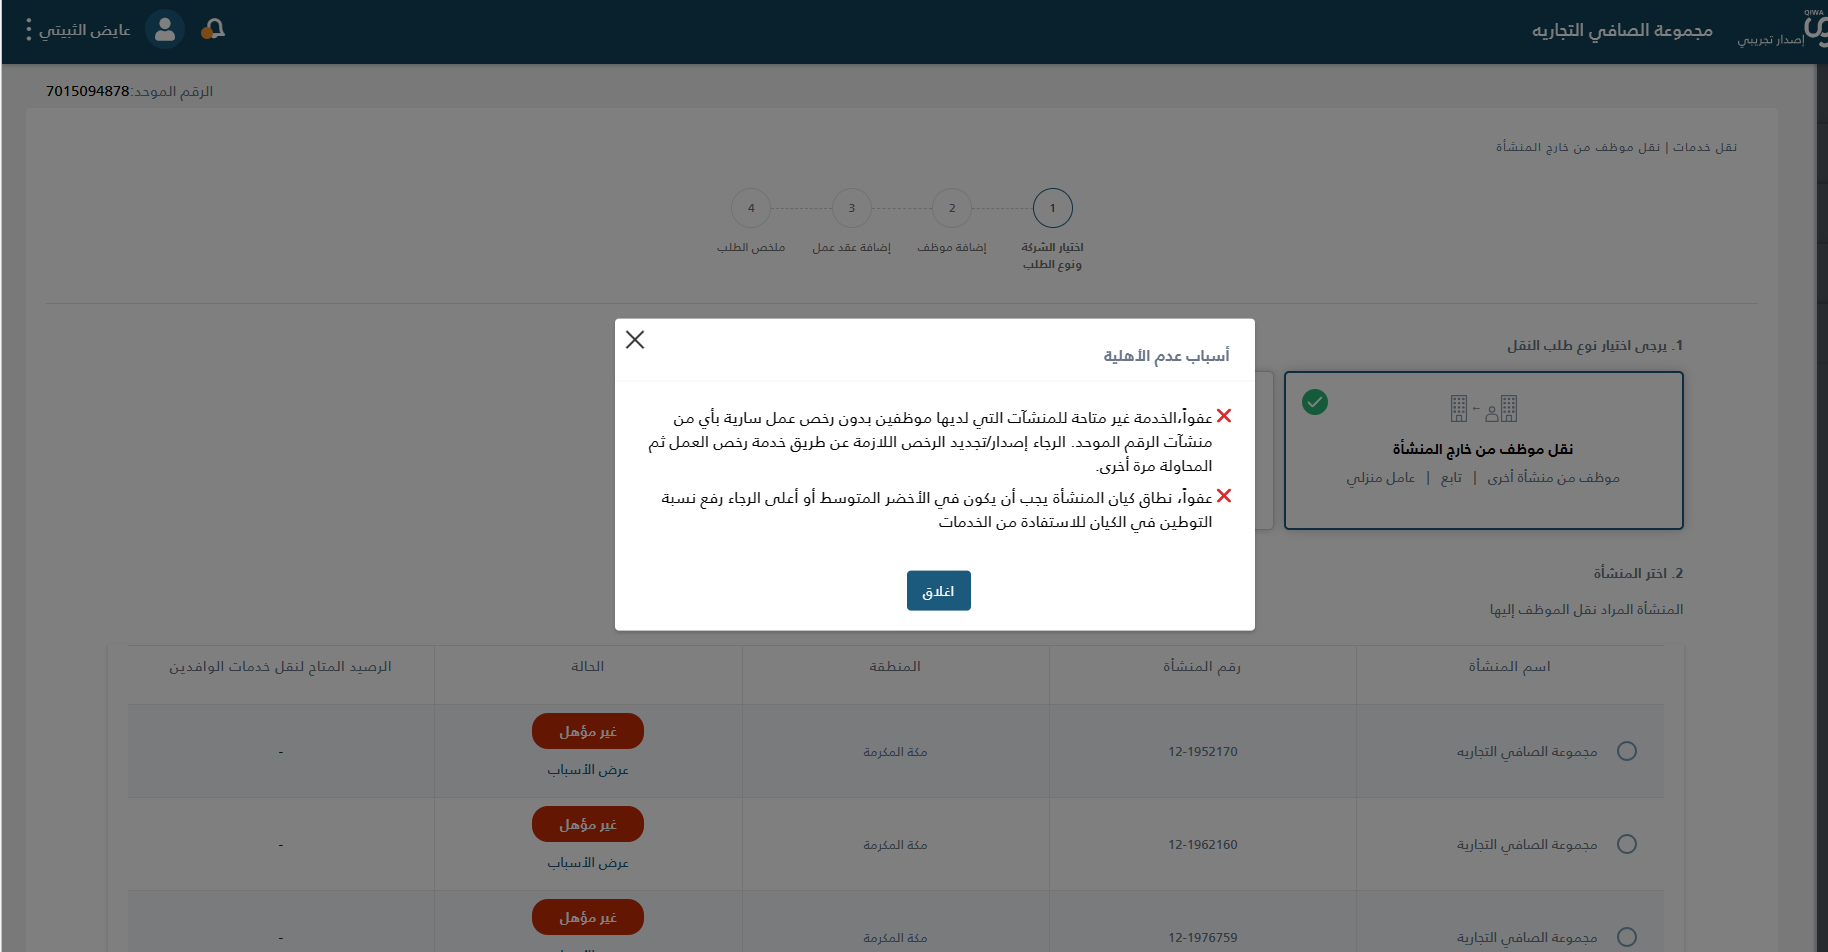 QIWA
إصدار تجريبي
مجموعة الصافي التجاريه
عايض الثبيتي
الرقم الموحد:7015094878
نقل خدمات | نقل موظف من خارج المنشأة
1
2
3
4
اختيار الشركة
ونوع الطلب
إضافة موظف
إضافة عقد عمل
ملخص الطلب
1. يرجى اختيار نوع طلب النقل
نقل موظف من خارج المنشأة
موظف من منشأة أخرى | تابع | عامل منزلي
أسباب عدم الأهلية
عفواً،الخدمة غير متاحة للمنشآت التي لديها موظفين بدون رخص عمل سارية بأي من
منشآت الرقم الموحد. الرجاء إصدار/تجديد الرخص اللازمة عن طريق خدمة رخص العمل ثم
المحاولة مرة أخرى.
عفواً، نطاق كيان المنشأة يجب أن يكون في الأخضر المتوسط أو أعلى الرجاء رفع نسبة
التوطين في الكيان للاستفادة من الخدمات
اغلاق
2. اختر المنشأة
المنشأة المراد نقل الموظف إليها
اسم المنشأة رقم المنشأة المنطقة الحالة الرصيد المتاح لنقل خدمات الوافدين
مجموعة الصافي التجاريه 12-1952170 مكة المكرمة غير مؤهل -
عرض الأسباب
مجموعة الصافي التجارية 12-1962160 مكة المكرمة غير مؤهل -
عرض الأسباب
مجموعة الصافي التجارية 12-1976759 مكة المكرمة غير مؤهل -